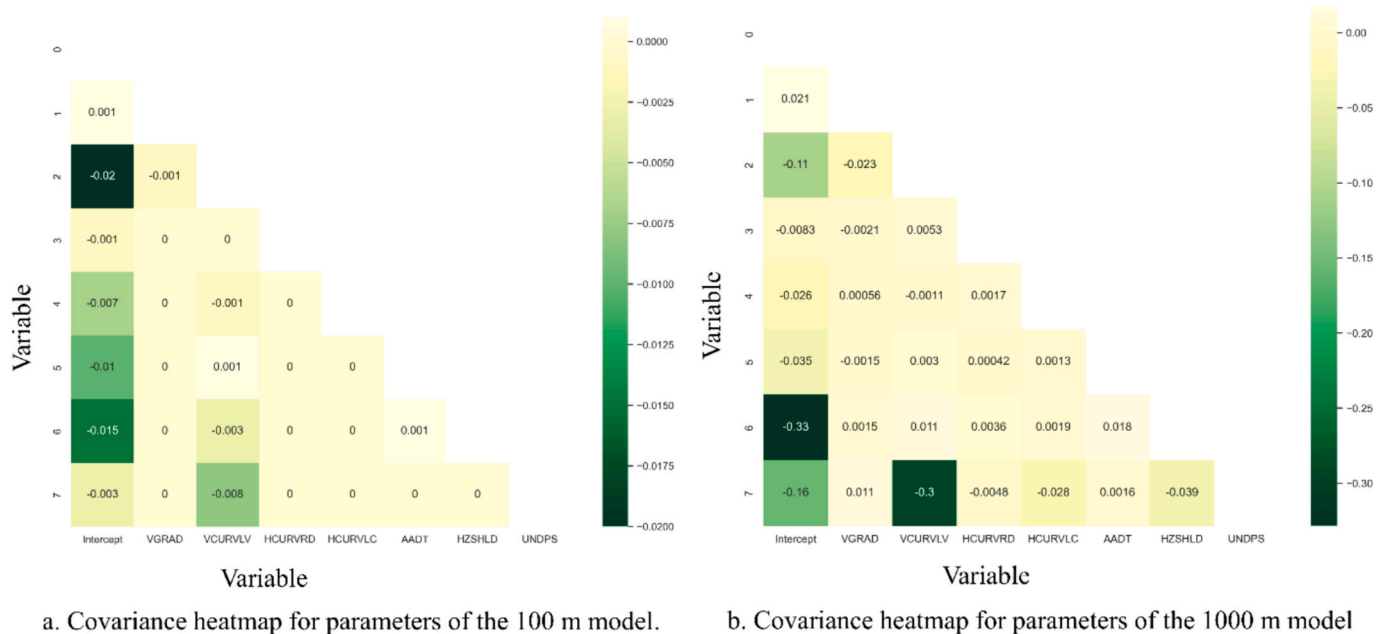 0
1 0.001
2 -0.02 -0.001
3 -0.001 0 0
4 -0.007 0 -0.001 0
5 -0.01 0 0.001 0 0
6 -0.015 0 -0.003 0 0 0.001
7 -0.003 0 -0.008 0 0 0 0
Intercept VGRAD VCURVLV HCURVRD HCURVLC AADT HZSHLD UNDPS
Variable
Variable
0.0000
−0.0025
−0.0050
−0.0075
−0.0100
−0.0125
−0.0150
−0.0175
−0.0200
a. Covariance heatmap for parameters of the 100 m model.
0
1 0.021
2 -0.11 -0.023
3 -0.0083 -0.0021 0.0053
4 -0.026 0.00056 -0.0011 0.0017
5 -0.035 -0.0015 0.003 0.00042 0.0013
6 -0.33 0.0015 0.011 0.0036 0.0019 0.018
7 -0.16 0.011 -0.3 -0.0048 -0.028 0.0016 -0.039
Intercept VGRAD VCURVLV HCURVRD HCURVLC AADT HZSHLD UNDPS
Variable
Variable
0.00
−0.05
−0.10
−0.15
−0.20
−0.25
−0.30
b. Covariance heatmap for parameters of the 1000 m model